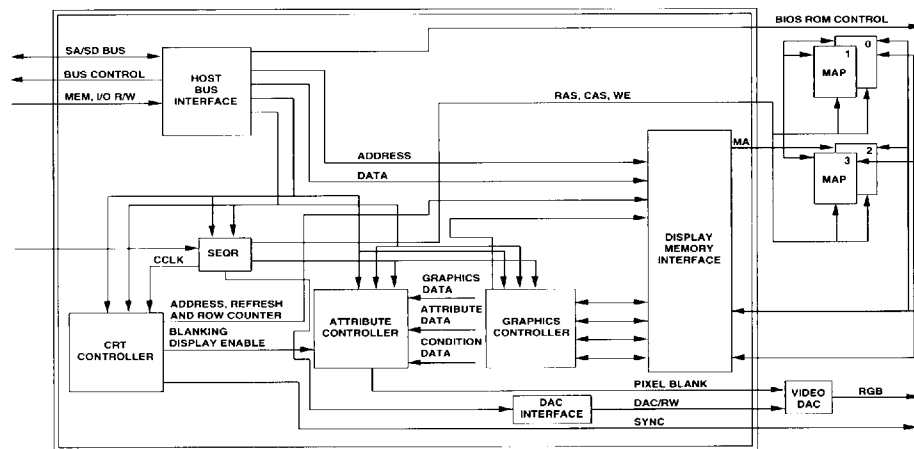 BIOS ROM CONTROL
SA/SD BUS
BUS CONTROL
MEM, I/O R/W
HOST
BUS
INTERFACE
RAS, CAS, WE
0
1
MAP
2
3
MAP
MA
ADDRESS
DATA
DISPLAY
MEMORY
INTERFACE
SEQR
CCLK
ADDRESS, REFRESH
AND ROW COUNTER
BLANKING
DISPLAY ENABLE
CRT
CONTROLLER
ATTRIBUTE
CONTROLLER
GRAPHICS
DATA
ATTRIBUTE
DATA
CONDITION
DATA
GRAPHICS
CONTROLLER
PIXEL BLANK
DAC
INTERFACE
DAC/RW
VIDEO
DAC
RGB
SYNC